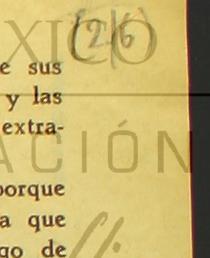 XICO
(26)
e sus
y las
extra-
ACIÓN
porque
a que
go de